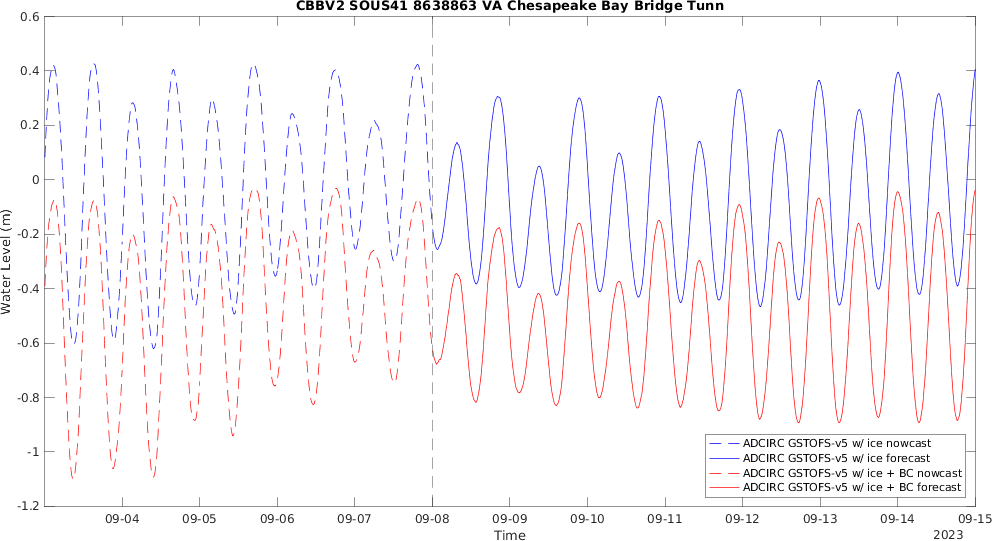 CBBV2 SOUS41 8638863 VA Chesapeake Bay Bridge Tunn
0.6
0.4
0.2
0
-0.2
-0.4
-0.6
-0.8
-1
-1.2
Water Level (m)
09-04 09-05 09-06 09-07 09-08 09-09 09-10 09-11 09-12 09-13 09-14 09-15
Time
2023
ADCIRC GSTOFS-v5 w/ ice nowcast
ADCIRC GSTOFS-v5 w/ ice forecast
ADCIRC GSTOFS-v5 w/ ice + BC nowcast
ADCIRC GSTOFS-v5 w/ ice + BC forecast